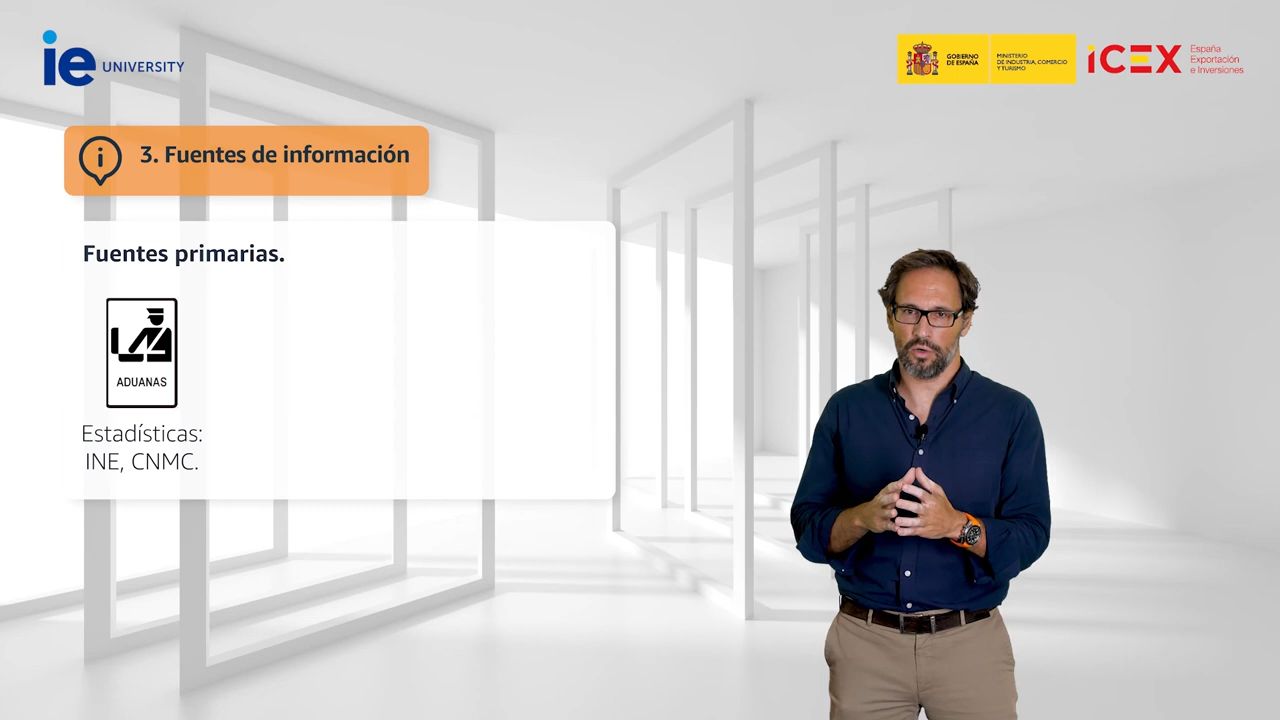 ie UNIVERSITY
GOBIERNO
DE ESPAÑA
MINISTERIO
DE INDUSTRIA, COMERCIO
Y TURISMO
ICEX
España
Exportación
e Inversiones
3. Fuentes de información
Fuentes primarias.
ADUANAS
Estadísticas:
INE, CNMC.